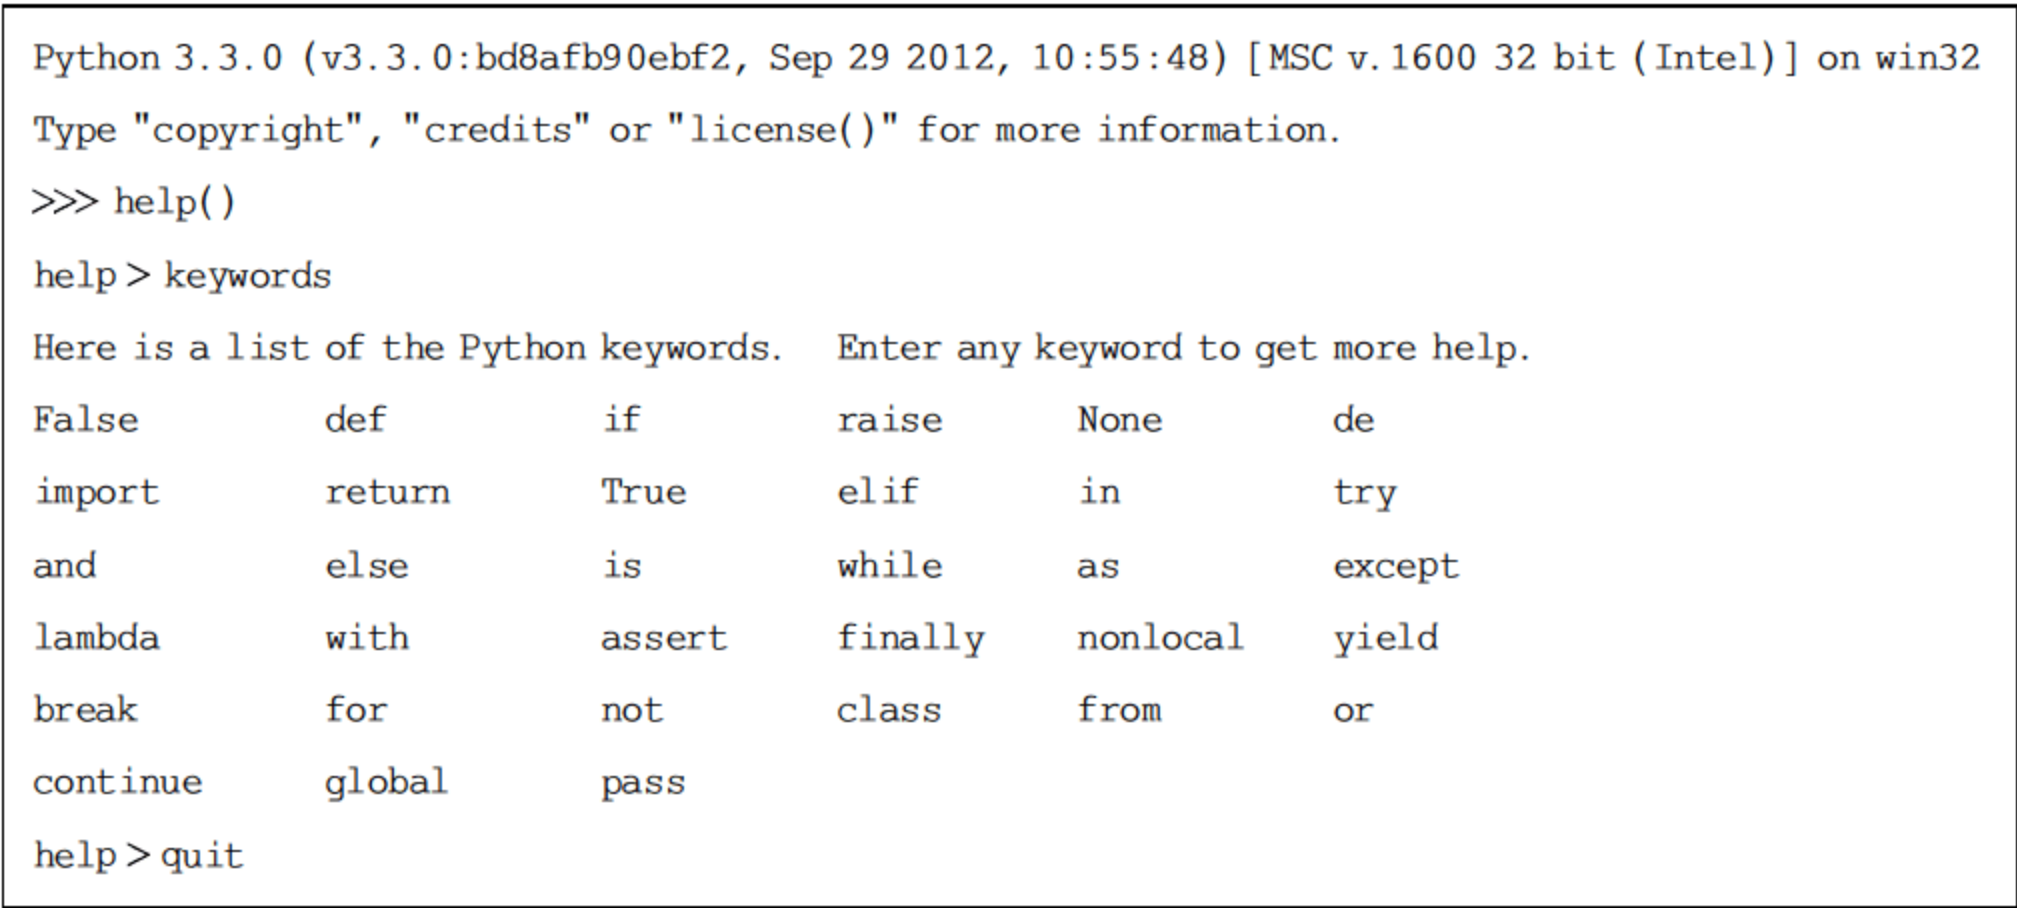 Python 3.3.0 (v3.3.0:bd8afb90ebf2, Sep 29 2012, 10:55:48) [MSC v.1600 32 bit (Intel)] on win32
Type "copyright", "credits" or "license()" for more information.
>>> help()
help > keywords
Here is a list of the Python keywords. Enter any keyword to get more help.
False def if raise None de
import return True elif in try
and else is while as except
lambda with assert finally nonlocal yield
break for not class from or
continue global pass
help > quit